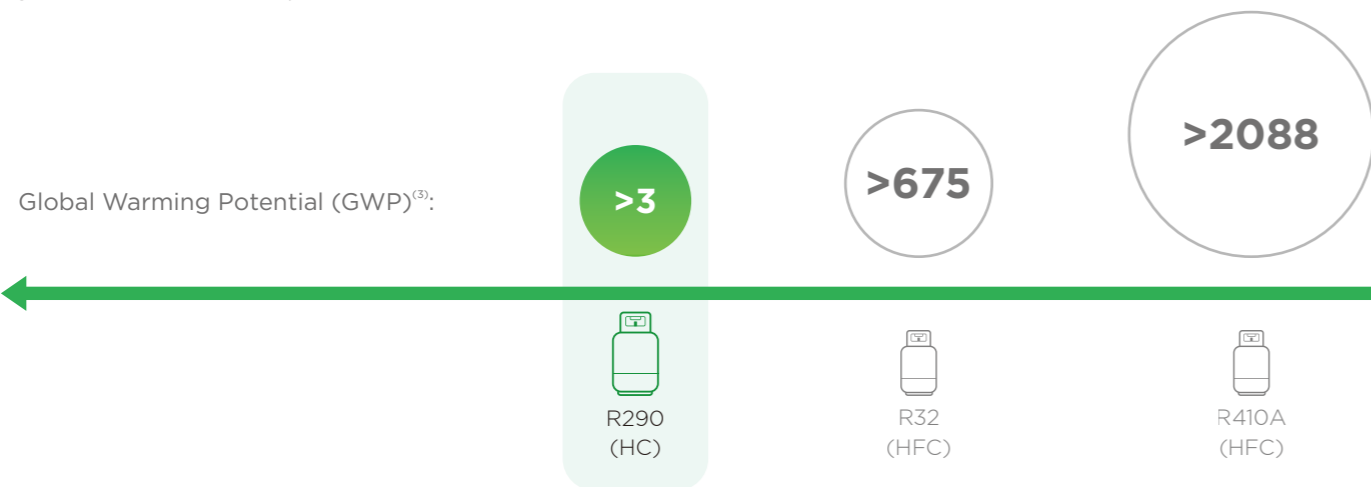 >2088
>675
>3
Global Warming Potential (GWP)(3):
R290
(HC)
R32
(HFC)
R410A
(HFC)